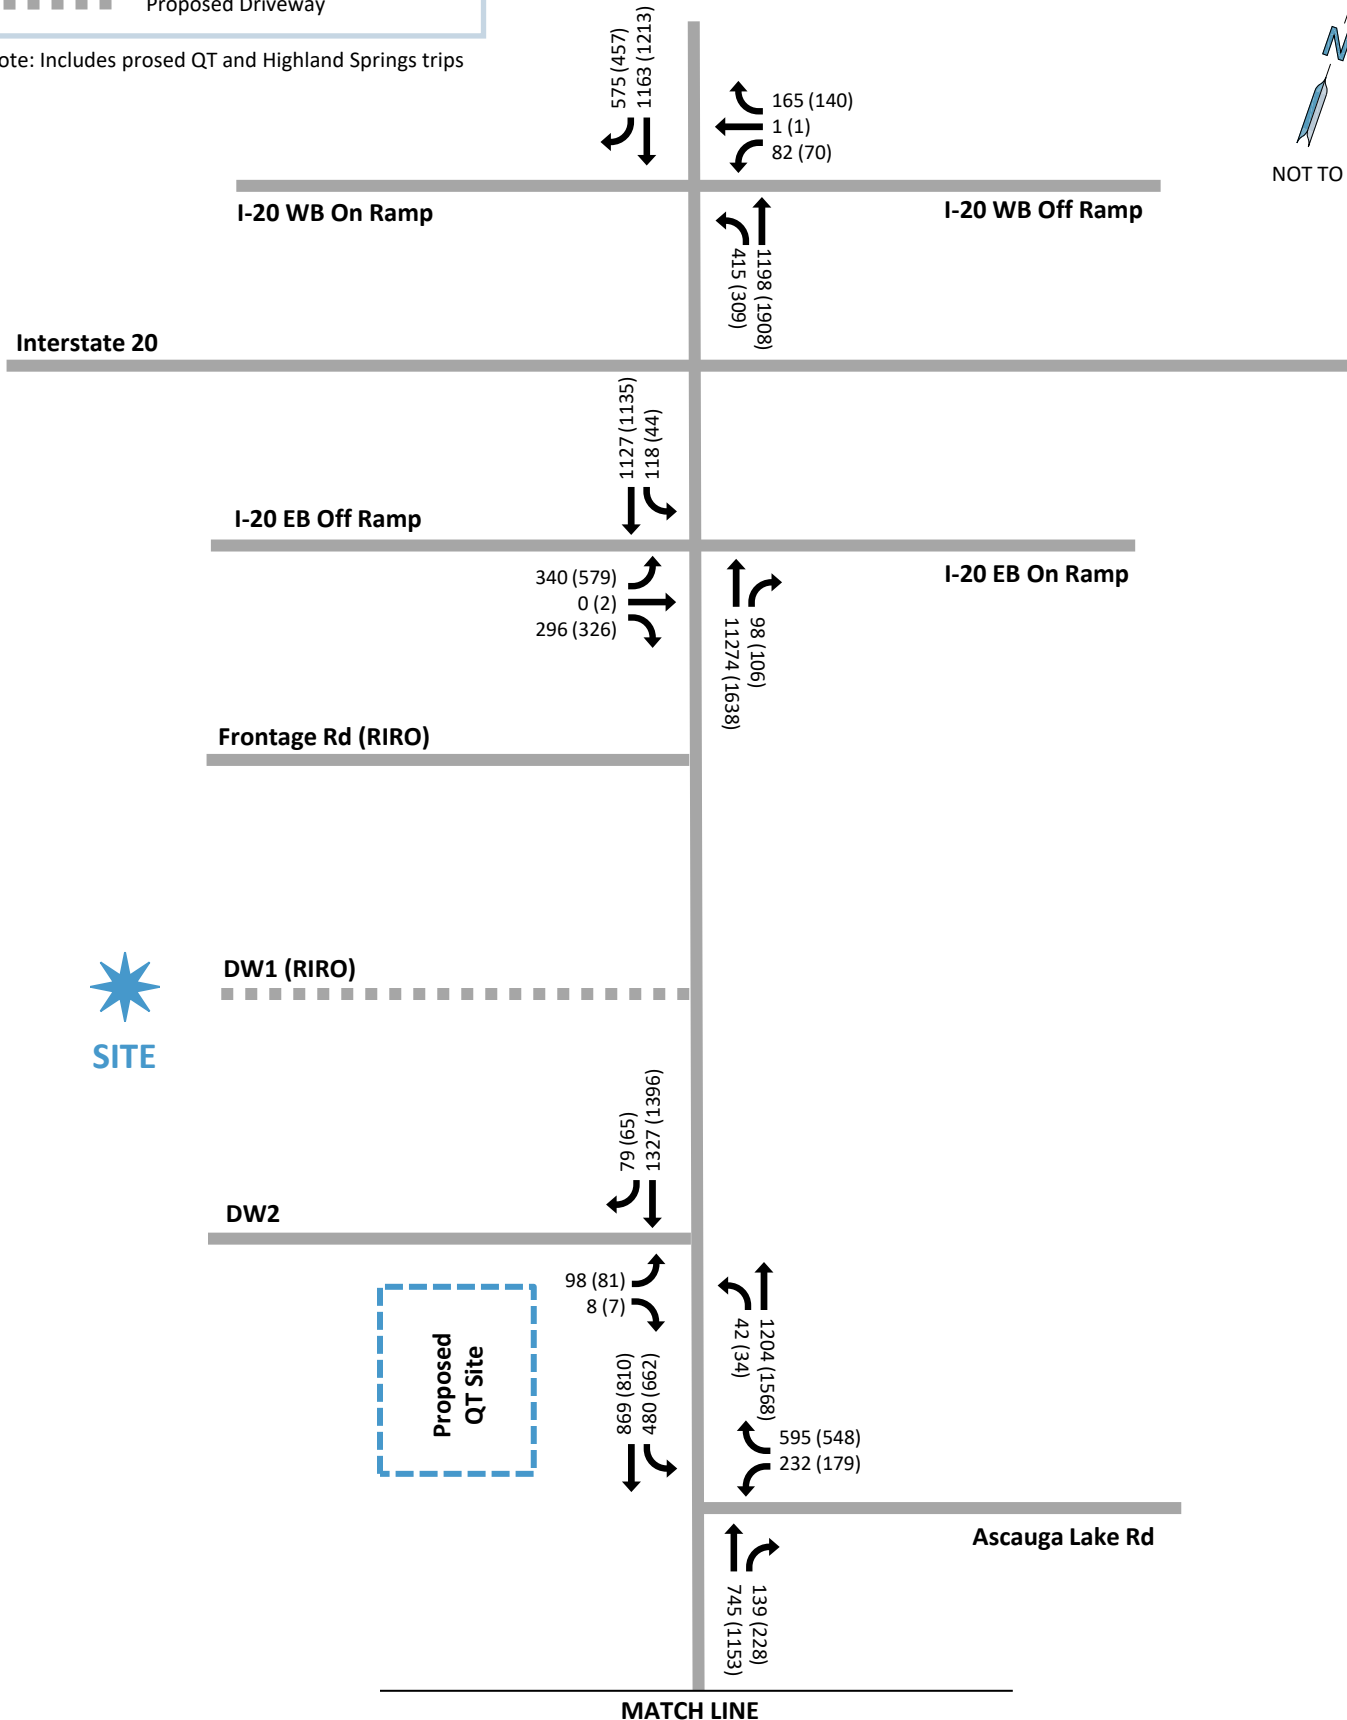 Proposed Driveway
ote: Includes prosed QT and Highland Springs trips
N
NOT TO
575 (457)
1163 (1213)
165 (140)
1 (1)
82 (70)
I-20 WB On Ramp
I-20 WB Off Ramp
415 (309)
1198 (1908)
Interstate 20
1127 (1135)
118 (44)
I-20 EB Off Ramp
I-20 EB On Ramp
340 (579)
0 (2)
296 (326)
11274 (1638)
98 (106)
Frontage Rd (RIRO)
DW1 (RIRO)
SITE
79 (65)
1327 (1396)
DW2
98 (81)
8 (7)
42 (34)
1204 (1568)
Proposed
QT Site
869 (810)
480 (662)
595 (548)
232 (179)
Ascauga Lake Rd
745 (1153)
139 (228)
MATCH LINE